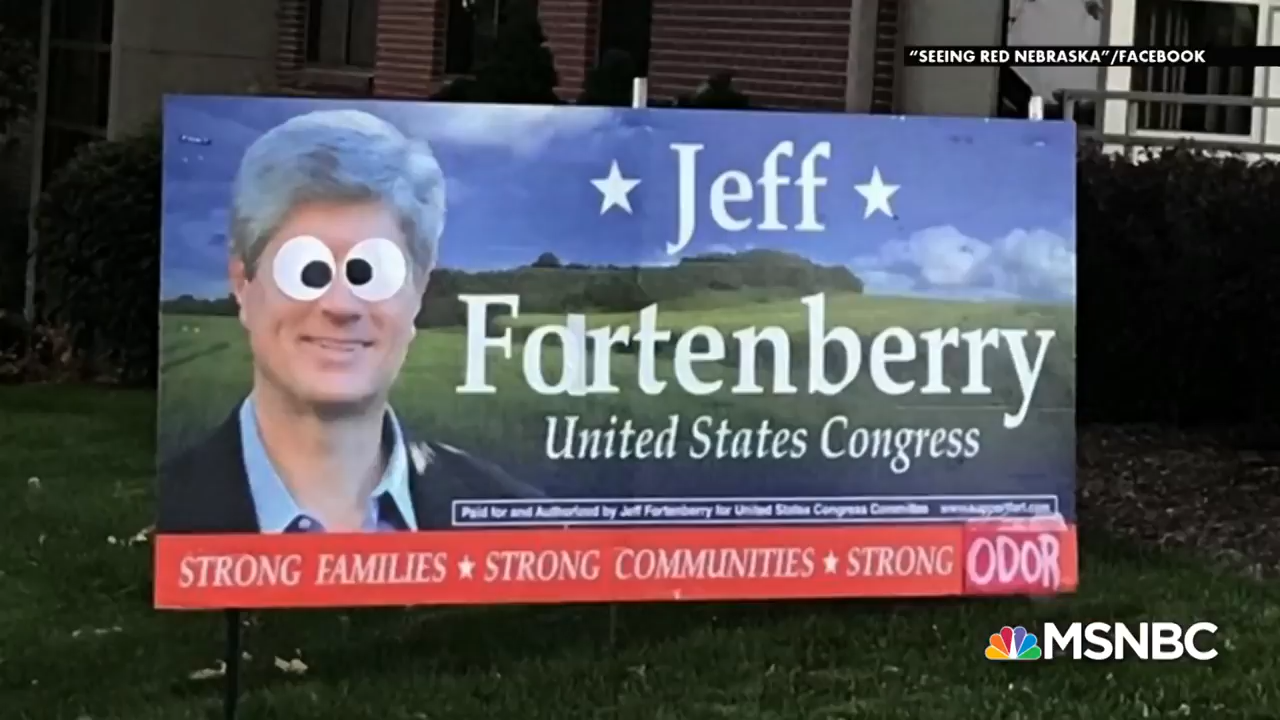 "SEEING RED NEBRASKA"/FACEBOOK
★ Jeff ★
Fartenberry
United States Congress
Paid for and Authorized by Jeff Fortenberry for United States Congress Committee
STRONG FAMILIES ★ STRONG COMMUNITIES ★ STRONG ODOR
MSNBC